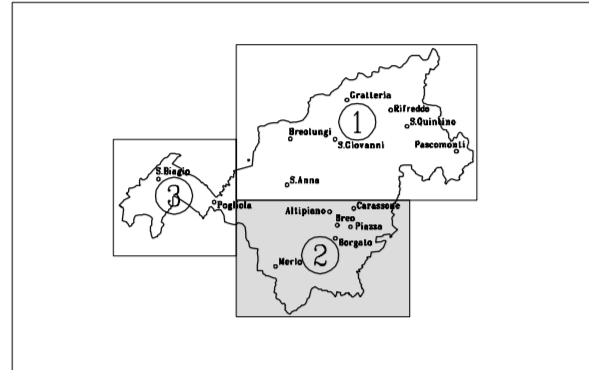 Gratteria
Rifreddo
1
S.Quintino
Breolungi
S.Giovanni
Pascomonti
S.Biagio
S.Anna
3
Pogliola
Carassone
Altipiano
Breo
Piazza
Borgato
2
Merlo